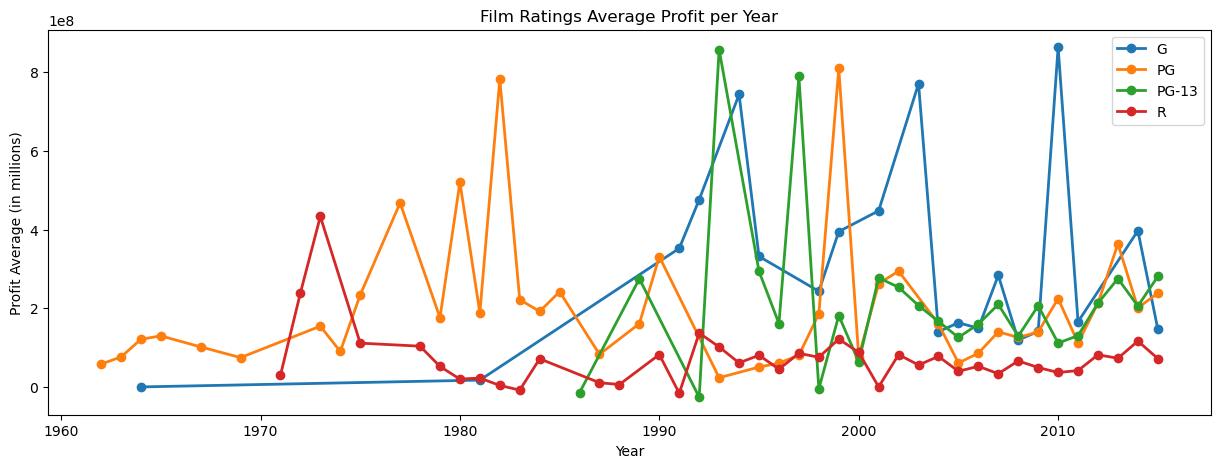 Film Ratings Average Profit per Year
1e8
8
6
4
2
0
Profit Average (in millions)
G
PG
PG-13
R
1960 1970 1980 1990 2000 2010
Year